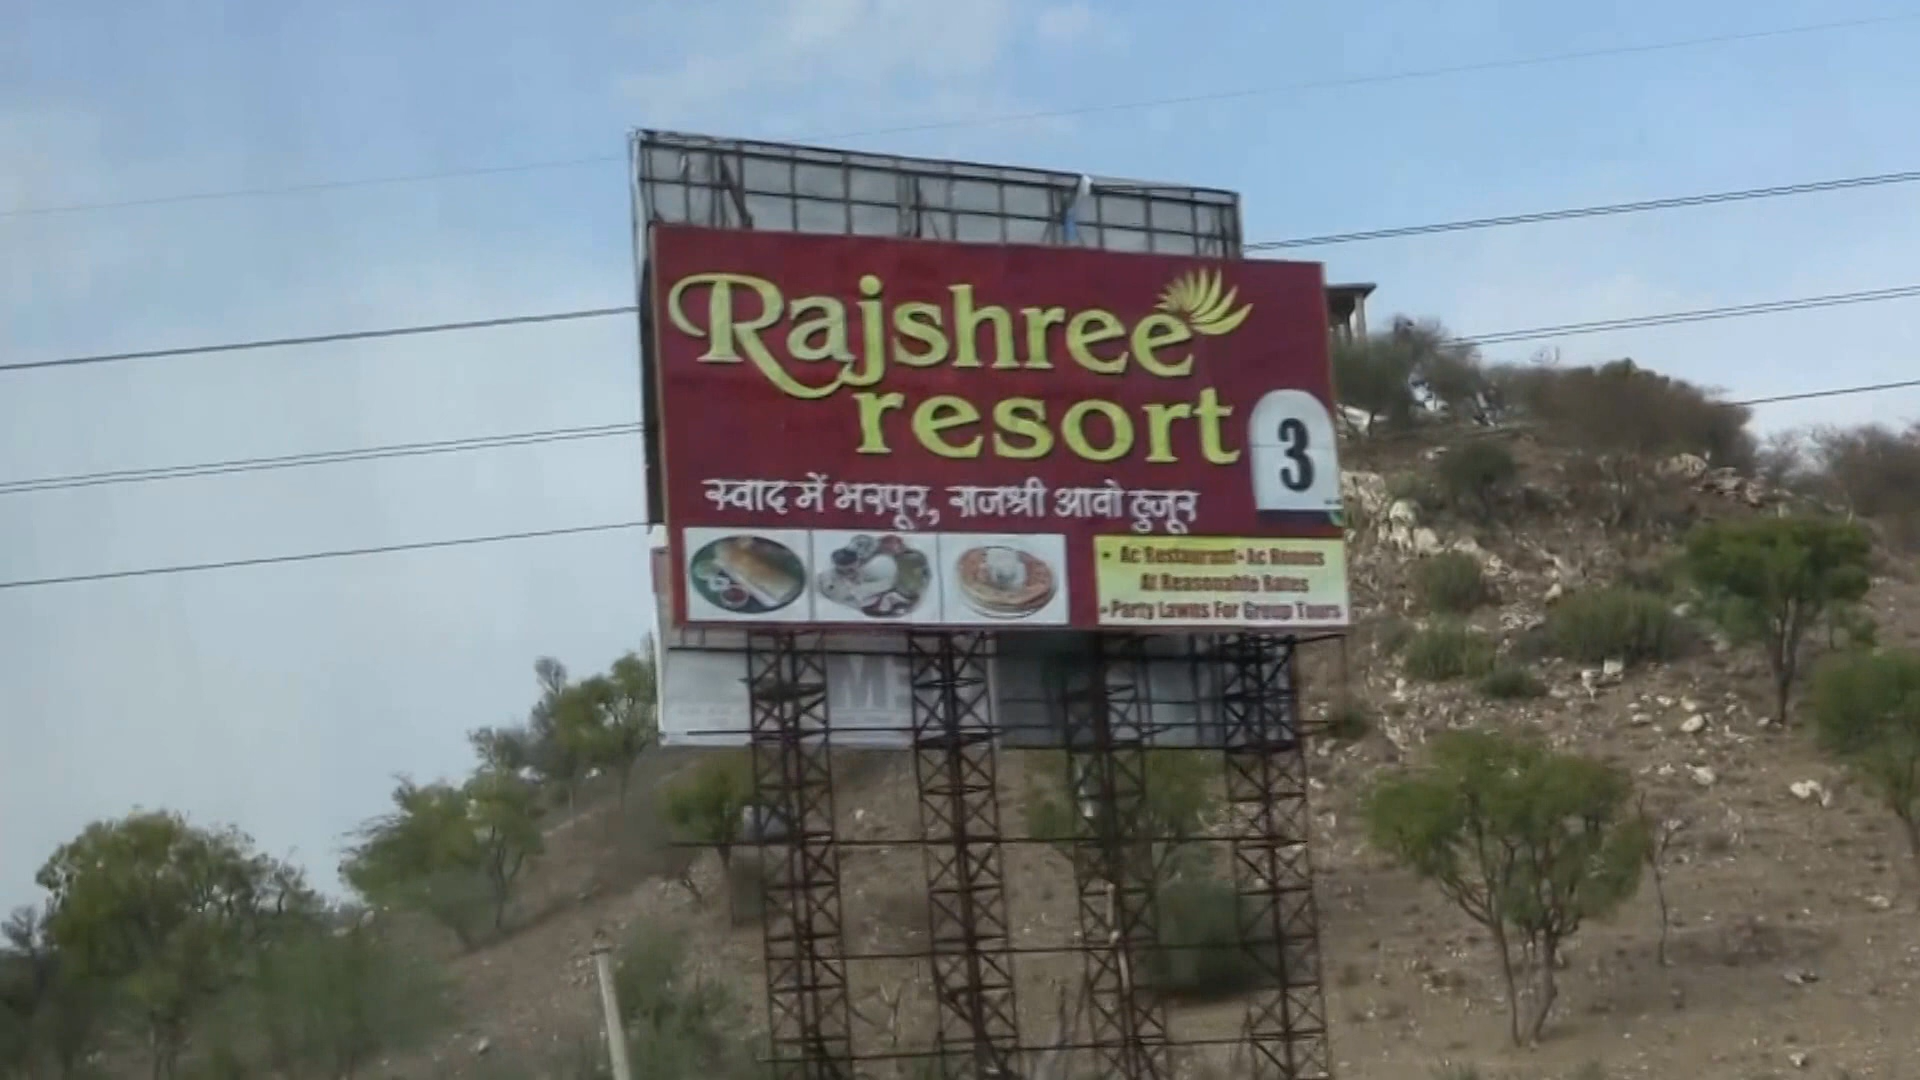 Rajshree
resort
3
स्वाद में भरपूर, राजश्री आवो हुजूर
• Ac Restaurant • Ac Rooms
At Reasonable Rates
• Party Lawns For Group Tours